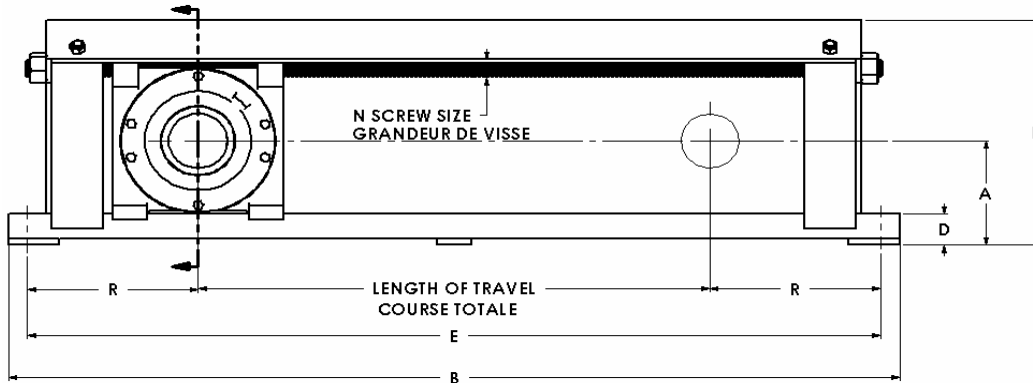 N SCREW SIZE
GRANDEUR DE VISSE
A
D
R
LENGTH OF TRAVEL
COURSE TOTALE
R
E
B